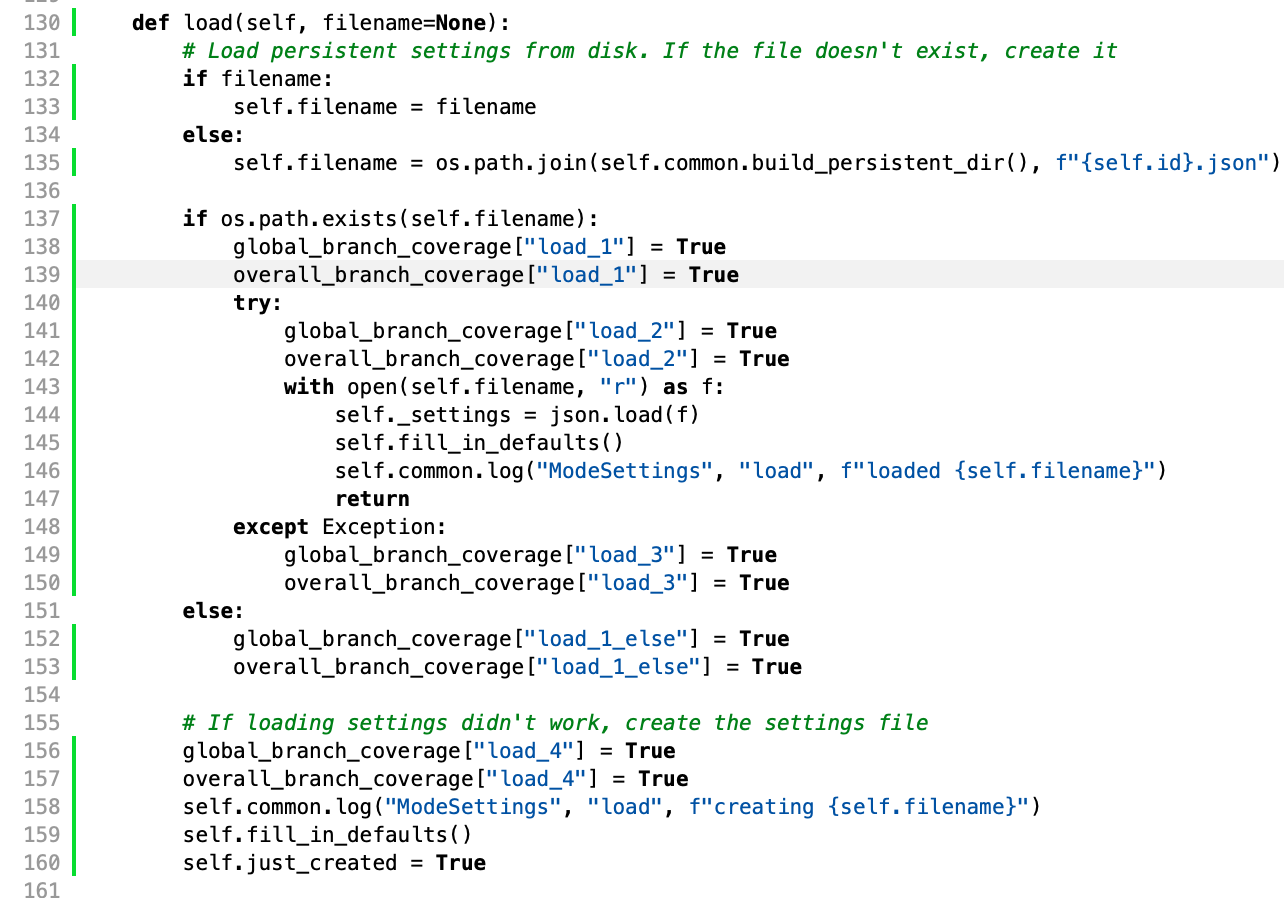 130     def load(self, filename=None):
131         # Load persistent settings from disk. If the file doesn't exist, create it
132         if filename:
133             self.filename = filename
134         else:
135             self.filename = os.path.join(self.common.build_persistent_dir(), f"{self.id}.json")
136
137         if os.path.exists(self.filename):
138             global_branch_coverage["load_1"] = True
139             overall_branch_coverage["load_1"] = True
140             try:
141                 global_branch_coverage["load_2"] = True
142                 overall_branch_coverage["load_2"] = True
143                 with open(self.filename, "r") as f:
144                     self._settings = json.load(f)
145                     self.fill_in_defaults()
146                     self.common.log("ModeSettings", "load", f"loaded {self.filename}")
147                     return
148             except Exception:
149                 global_branch_coverage["load_3"] = True
150                 overall_branch_coverage["load_3"] = True
151         else:
152             global_branch_coverage["load_1_else"] = True
153             overall_branch_coverage["load_1_else"] = True
154
155         # If loading settings didn't work, create the settings file
156         global_branch_coverage["load_4"] = True
157         overall_branch_coverage["load_4"] = True
158         self.common.log("ModeSettings", "load", f"creating {self.filename}")
159         self.fill_in_defaults()
160         self.just_created = True
161